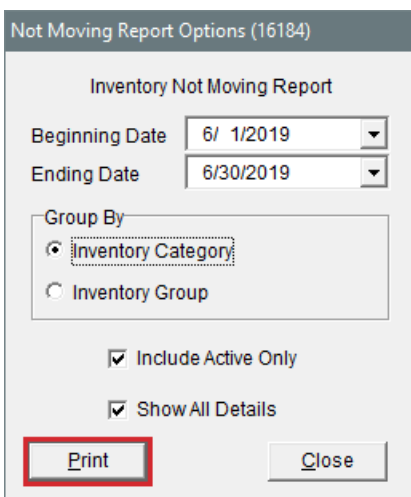 Not Moving Report Options (16184)
Inventory Not Moving Report
Beginning Date 6/ 1/2019
Ending Date 6/30/2019
Group By
Inventory Category
Inventory Group
Include Active Only
Show All Details
Print Close